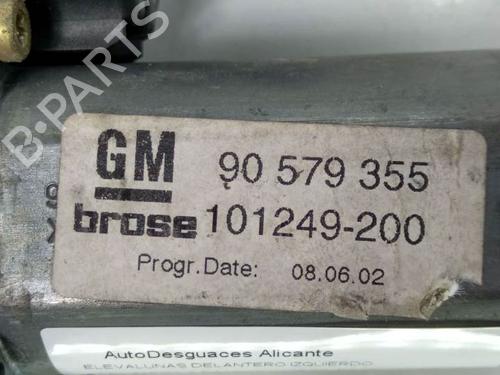 GM 90 579 355
brose 101249-200
Progr.Date: 08.06.02
AutoDesguaces Alicante
ELEVALUNAS DELANTERO IZQUIERDO
B-PARTS